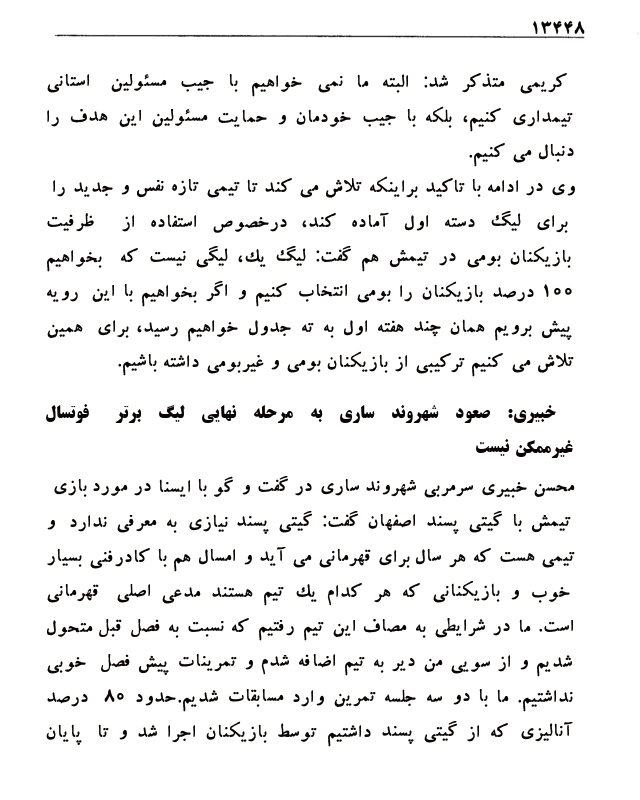 ۱۳۴۴۸
کریمی متذکر شد: البته ما نمی خواهیم با جیب مسئولین استانی
تیمداری کنیم، بلکه با جیب خودمان و حمایت مسئولین این هدف را
دنبال می کنیم.
وی در ادامه با تاکید براینکه تلاش می کند تا تیمی تازه نفس و جدید را
برای لیگ دسته اول آماده کند، درخصوص استفاده از ظرفیت
بازیکنان بومی در تیمش هم گفت: لیگ یک، لیگی نیست که بخواهیم
۱۰۰ درصد بازیکنان را بومی انتخاب کنیم و اگر بخواهیم با این رویه
پیش برویم همان چند هفته اول به ته جدول خواهیم رسید، برای همین
تلاش می کنیم ترکیبی از بازیکنان بومی و غیربومی داشته باشیم.
خبیری: صعود شهروند ساری به مرحله نهایی لیگ برتر فوتسال
غیرممکن نیست
محسن خبیری سرمربی شهروند ساری در گفت و گو با ایسنا در مورد بازی
تیمش با گیتی پسند اصفهان گفت: گیتی پسند نیازی به معرفی ندارد و
تیمی هست که هر سال برای قهرمانی می آید و امسال هم با کادرفنی بسیار
خوب و بازیکنانی که هر کدام یك تیم هستند مدعی اصلی قهرمانی
است. ما در شرایطی به مصاف این تیم رفتیم که نسبت به فصل قبل متحول
شدیم و از سویی من دیر به تیم اضافه شدم و تمرینات پیش فصل خوبی
نداشتیم. ما با دو سه جلسه تمرین وارد مسابقات شدیم.حدود ۸۰ درصد
آنالیزی که از گیتی پسند داشتیم توسط بازیکنان اجرا شد و تا پایان